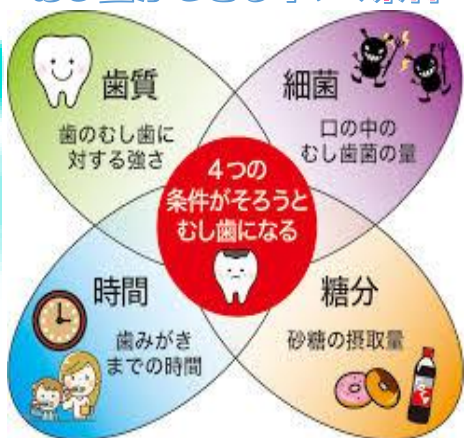 歯質
歯のむし歯に
対する強さ
細菌
口の中の
むし歯菌の量
4つの
条件がそろうと
むし歯になる
時間
歯みがき
までの時間
糖分
砂糖の摂取量